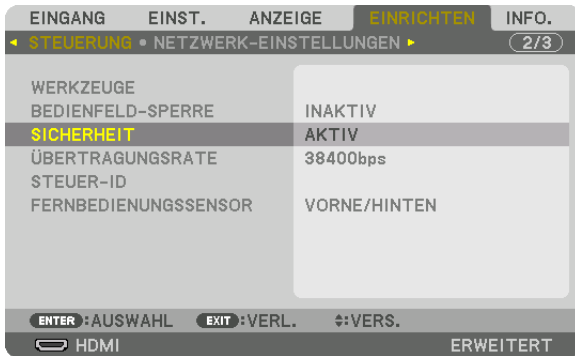 EINGANG EINST. ANZEIGE EINRICHTEN INFO.
STEUERUNG • NETZWERK-EINSTELLUNGEN 2/3
WERKZEUGE
BEDIENFELD-SPERRE INAKTIV
SICHERHEIT AKTIV
ÜBERTRAGUNGSRATE 38400bps
STEUER-ID
FERNBEDIENUNGSSENSOR VORNE/HINTEN
ENTER :AUSWAHL EXIT :VERL. :VERS.
HDMI ERWEITERT